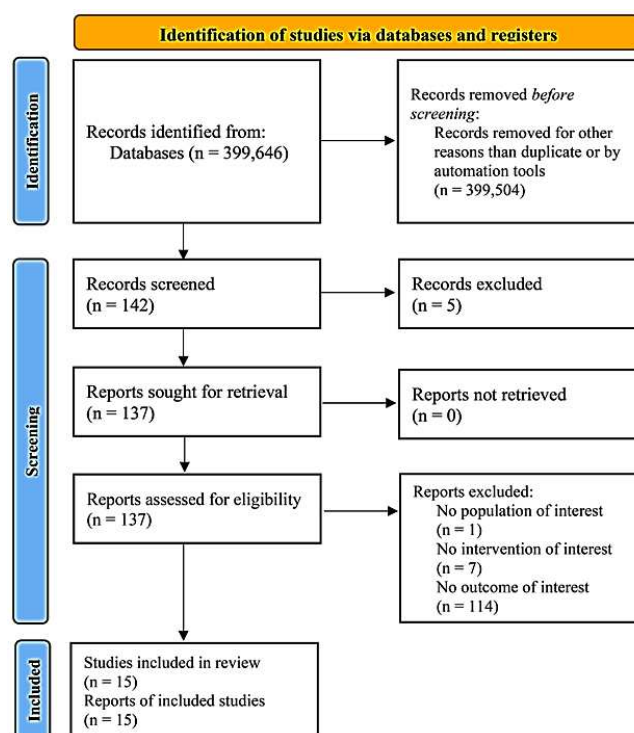 Identification of studies via databases and registers
Identification
Records identified from:
Databases (n = 399,646)
Records removed before
screening:
Records removed for other
reasons than duplicate or by
automation tools
(n = 399,504)
Screening
Records screened
(n = 142)
Records excluded
(n = 5)
Reports sought for retrieval
(n = 137)
Reports not retrieved
(n = 0)
Reports assessed for eligibility
(n = 137)
Reports excluded:
No population of interest
(n = 1)
No intervention of interest
(n = 7)
No outcome of interest
(n = 114)
Included
Studies included in review
(n = 15)
Reports of included studies
(n = 15)